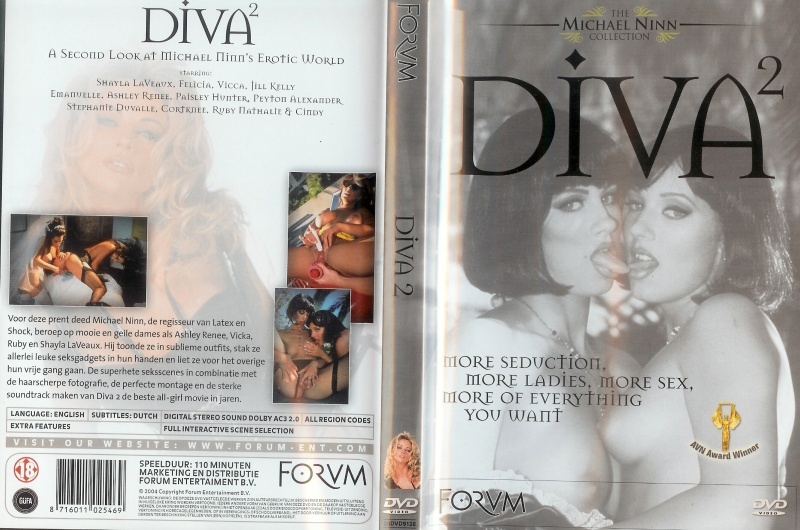 DIVA2
A SECOND LOOK AT MICHAEL NINN'S EROTIC WORLD
STARRING:
SHAYLA LAVEAUX, FELICIA, VICCA, JILL KELLY
EMANUELLE, ASHLEY RENEE, PAISLEY HUNTER, PEYTON ALEXANDER
STEPHANIE DUVALLE, CORTKNEE, RUBY NATHALIE & CINDY
Voor deze prent deed Michael Ninn, de regisseur van Latex en
Shock, beroep op mooie en geile dames als Ashley Renee, Vicka,
Ruby en Shayla LaVeaux. Hij toonde ze in sublieme outfits, stak ze
allerlei leuke seksgadgets in hun handen en liet ze voor het overige
hun vrije gang gaan. De superhete seksscenes in combinatie met
de haarscherpe fotografie, de perfecte montage en de sterke
soundtrack maken van Diva 2 de beste all-girl movie in jaren.
LANGUAGE: ENGLISH SUBTITLES: DUTCH DIGITAL STEREO SOUND DOLBY AC3 2.0 ALL REGION CODES
EXTRA FEATURES FULL INTERACTIVE SCENE SELECTION
VISIT OUR WEBSITE: WWW.FORUM-ENT.COM
18
GUFA
8 716011 025469
SPEELDUUR: 110 MINUTEN
MARKETING EN DISTRIBUTIE
FORUM ENTERTAIMENT B.V.
© 2004 Copyright Forum Entertainment B.V.
FORVM
FORVM
DIVA 2
DVD
VIDEO
THE
MICHAEL NINN
COLLECTION
DIVA2
MORE SEDUCTION,
MORE LADIES, MORE SEX,
MORE OF EVERYTHING
YOU WANT
AVN Award Winner
FORVM
DVD
VIDEO